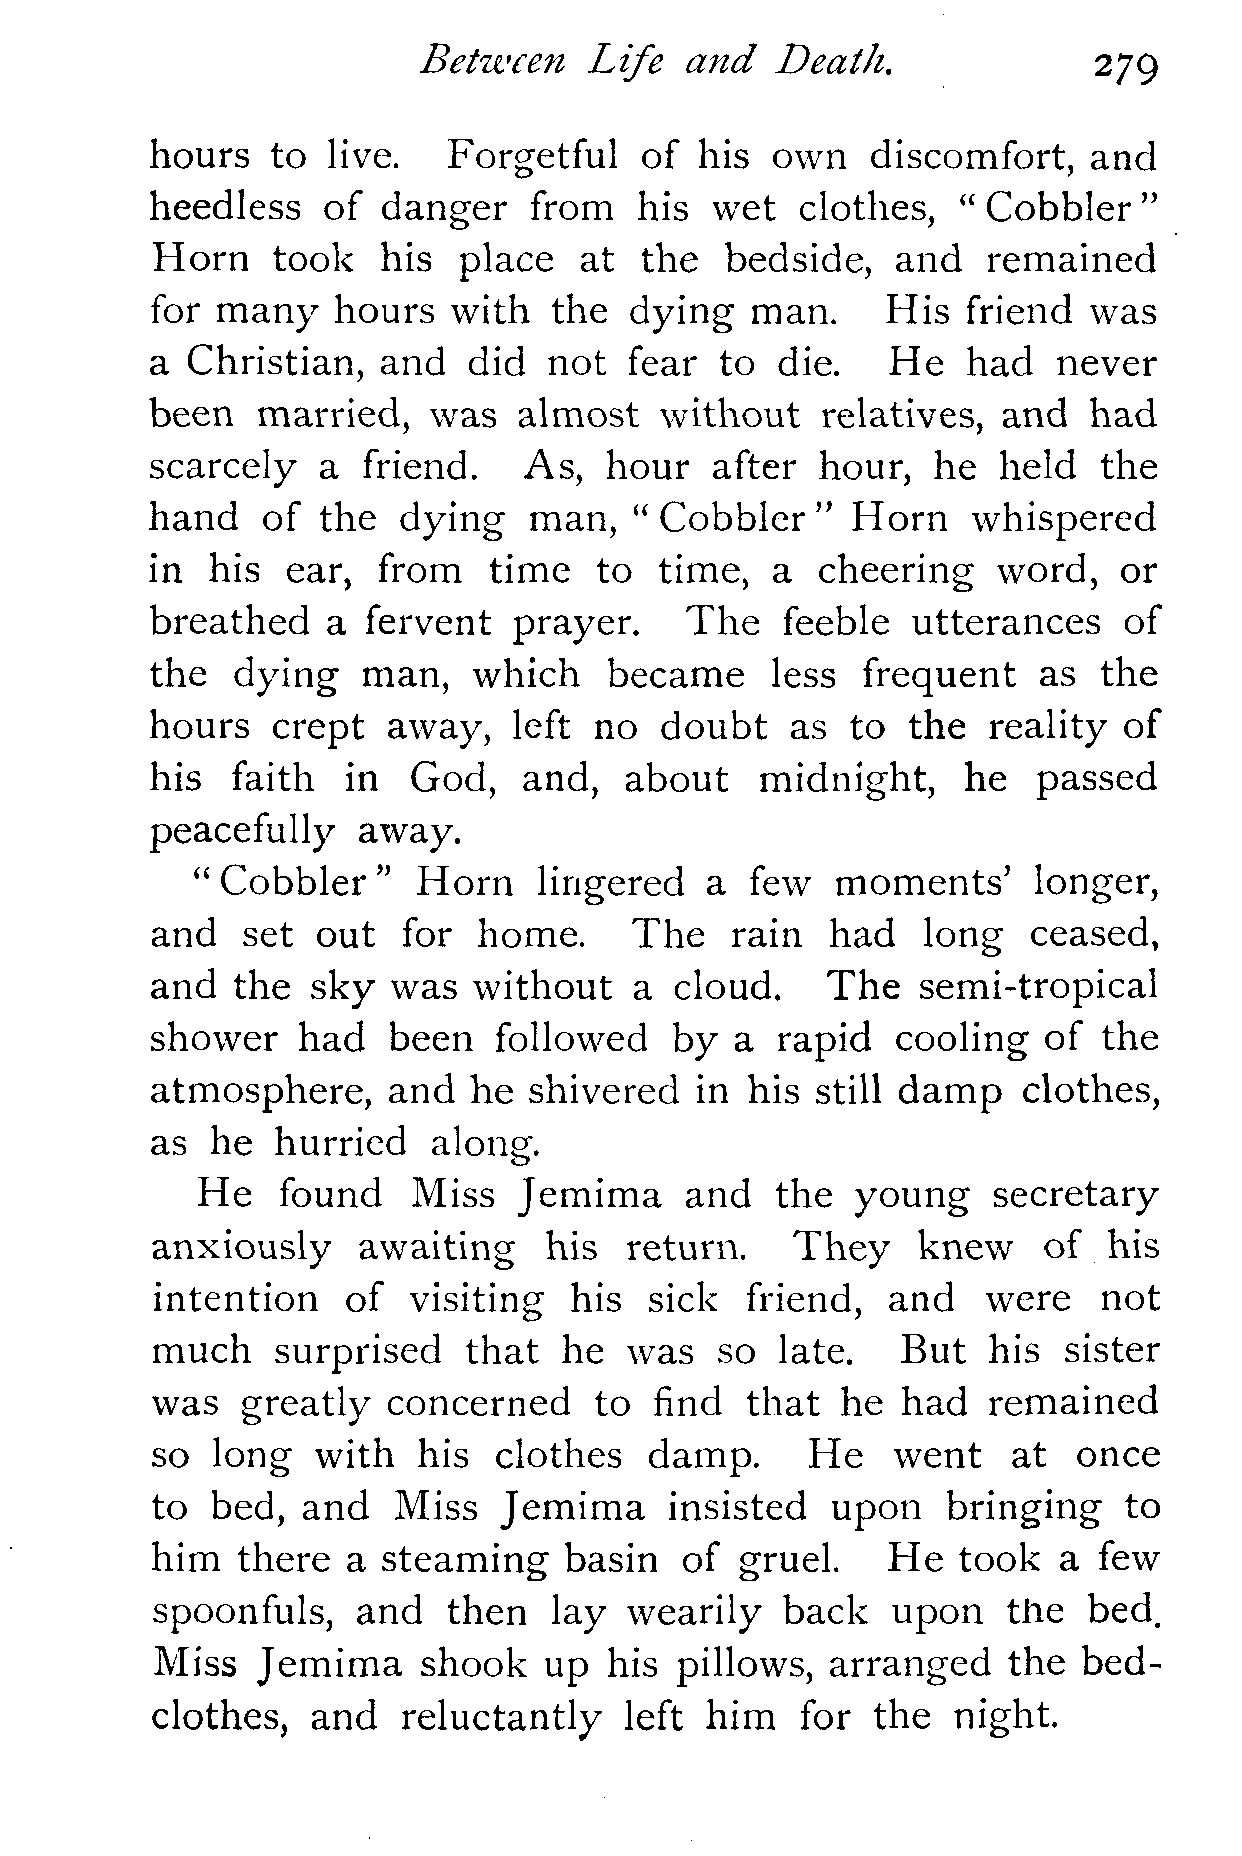 Between Life and Death. 279
hours to live. Forgetful of his own discomfort, and
heedless of danger from his wet clothes, “ Cobbler ”
Horn took his place at the bedside, and remained
for many hours with the dying man. His friend was
a Christian, and did not fear to die. He had never
been married, was almost without relatives, and had
scarcely a friend. As, hour after hour, he held the
hand of the dying man, “ Cobbler ” Horn whispered
in his ear, from time to time, a cheering word, or
breathed a fervent prayer. The feeble utterances of
the dying man, which became less frequent as the
hours crept away, left no doubt as to the reality of
his faith in God, and, about midnight, he passed
peacefully away.
“ Cobbler ” Horn lingered a few moments’ longer,
and set out for home. The rain had long ceased,
and the sky was without a cloud. The semi-tropical
shower had been followed by a rapid cooling of the
atmosphere, and he shivered in his still damp clothes,
as he hurried along.
He found Miss Jemima and the young secretary
anxiously awaiting his return. They knew of his
intention of visiting his sick friend, and were not
much surprised that he was so late. But his sister
was greatly concerned to find that he had remained
so long with his clothes damp. He went at once
to bed, and Miss Jemima insisted upon bringing to
him there a steaming basin of gruel. He took a few
spoonfuls, and then lay wearily back upon the bed.
Miss Jemima shook up his pillows, arranged the bed-
clothes, and reluctantly left him for the night.